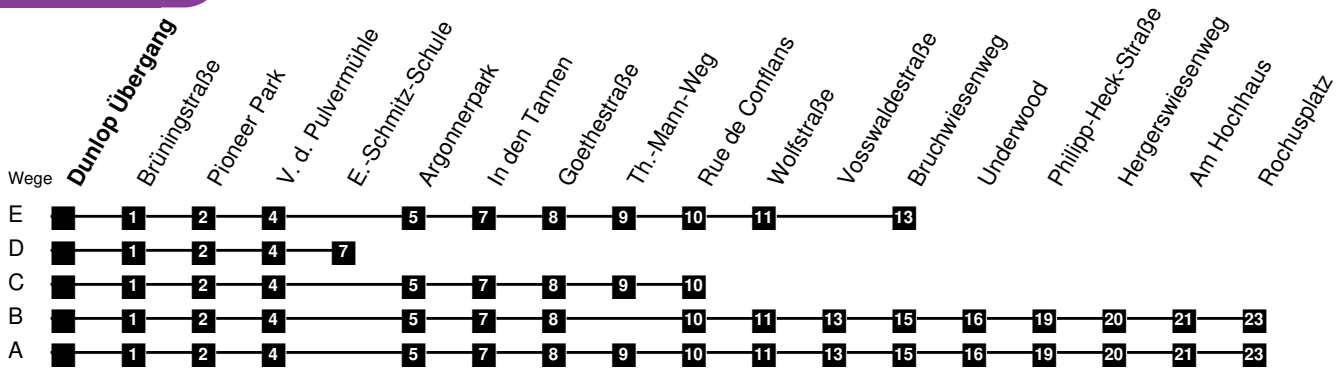 Dunlop Übergang
Brüningstraße
Pioneer Park
V. d. Pulvermühle
E.-Schmitz-Schule
Argonnerpark
In den Tannen
Goethestraße
Th.-Mann-Weg
Rue de Conflans
Wolfstraße
Vosswaldestraße
Bruchwiesenweg
Underwood
Philipp-Heck-Straße
Hergerswiesenweg
Am Hochhaus
Rochusplatz
Wege
E 1 2 4 5 7 8 9 10 11 13
D 1 2 4 7
C 1 2 4 5 7 8 9 10
B 1 2 4 5 7 8 10 11 13 15 16 19 20 21 23
A 1 2 4 5 7 8 9 10 11 13 15 16 19 20 21 23